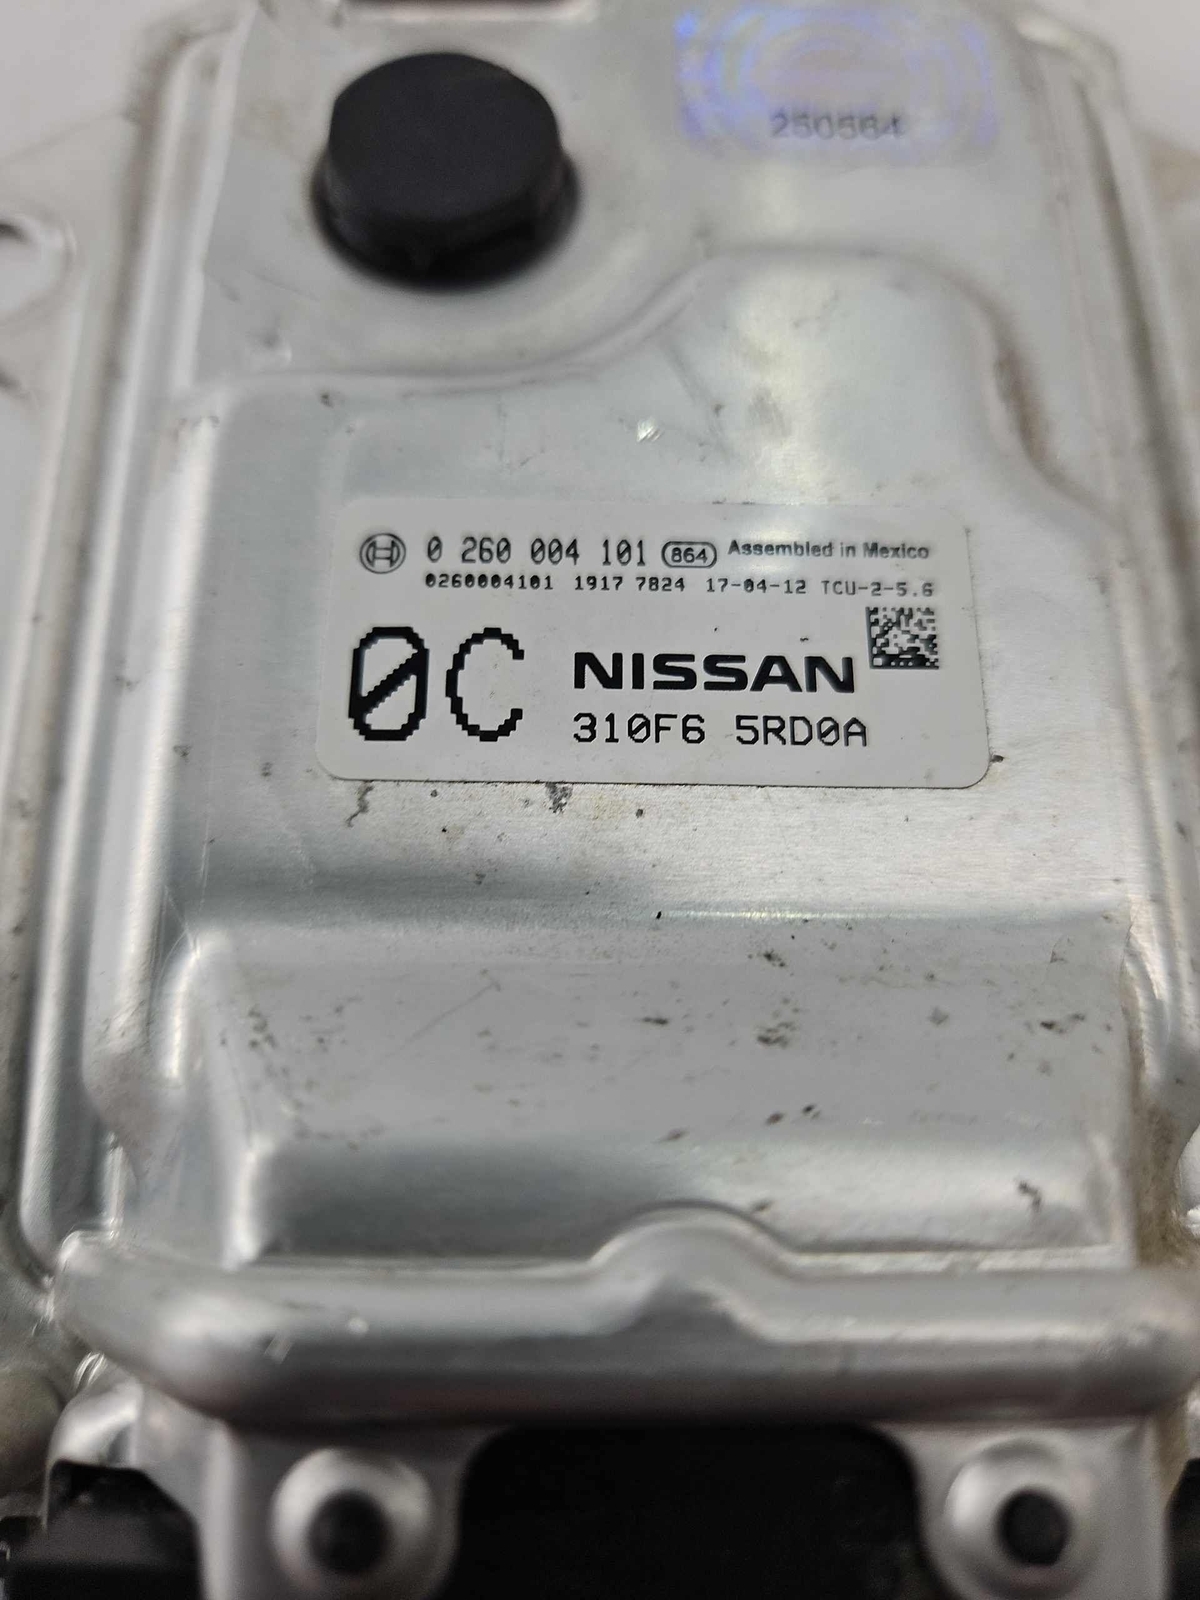 250564
0 260 004 101 864 Assembled in Mexico
0260004101 1917 7824 17-04-12 TCU-2-5.6
0C NISSAN
310F6 5RD0A